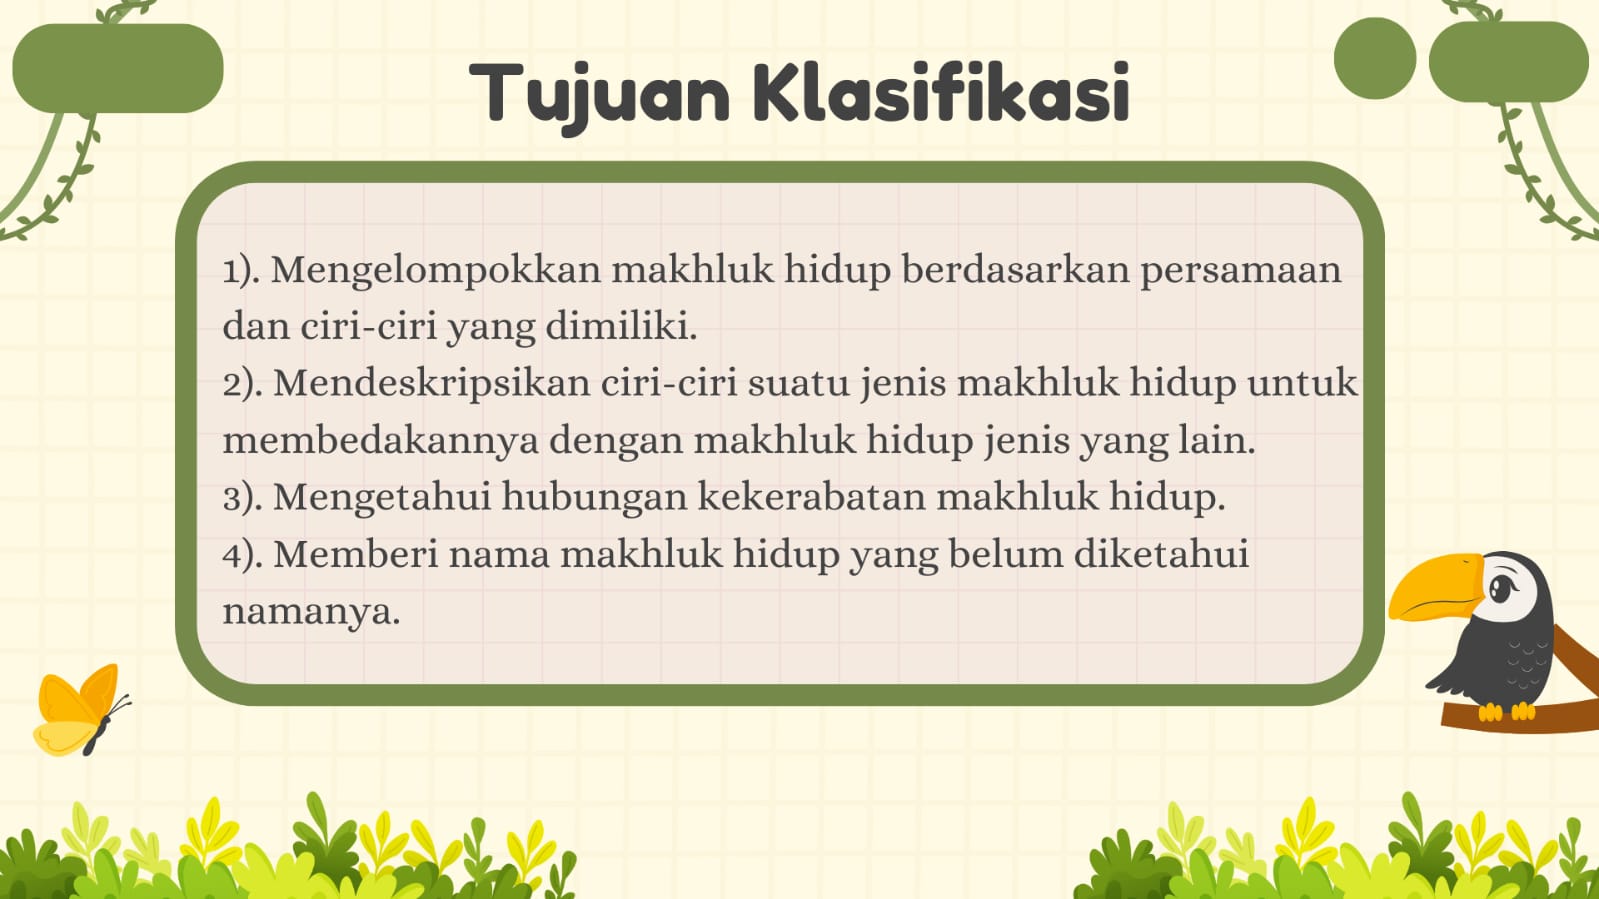 Tujuan Klasifikasi
1). Mengelompokkan makhluk hidup berdasarkan persamaan
dan ciri-ciri yang dimiliki.
2). Mendeskripsikan ciri-ciri suatu jenis makhluk hidup untuk
membedakannya dengan makhluk hidup jenis yang lain.
3). Mengetahui hubungan kekerabatan makhluk hidup.
4). Memberi nama makhluk hidup yang belum diketahui
namanya.